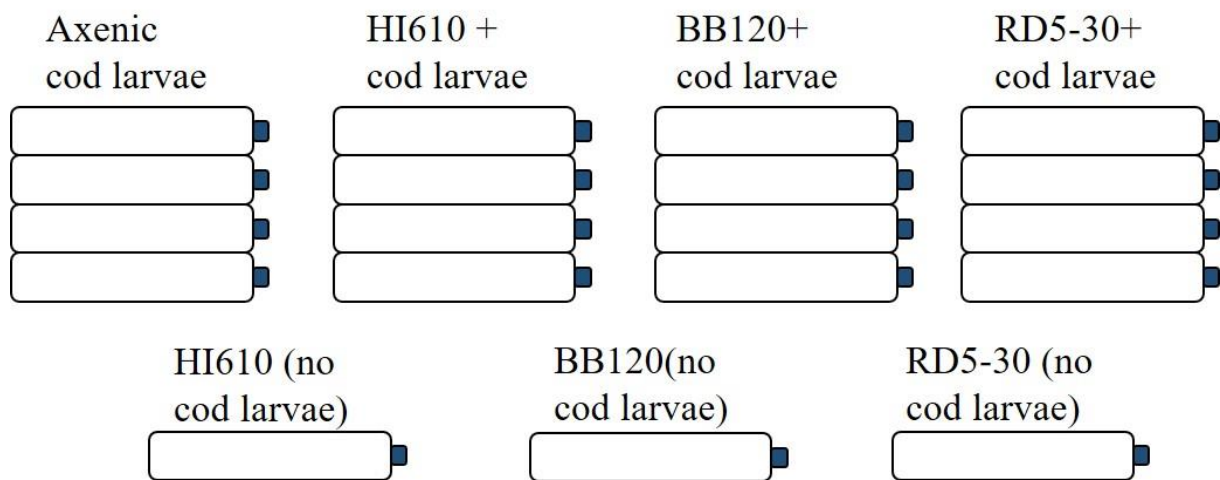 Axenic
cod larvae
HI610 +
cod larvae
BB120+
cod larvae
RD5-30+
cod larvae
HI610 (no
cod larvae)
BB120(no
cod larvae)
RD5-30 (no
cod larvae)